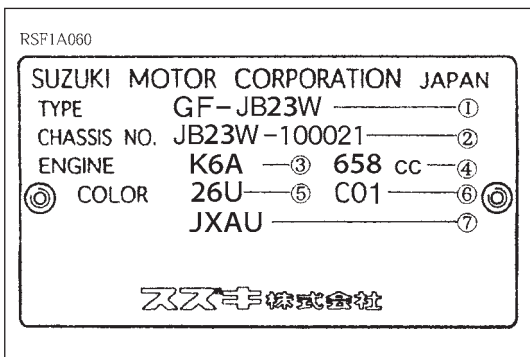 RSF1A060
SUZUKI MOTOR CORPORATION JAPAN
TYPE GF-JB23W ①
CHASSIS NO. JB23W-100021 ②
ENGINE K6A ③ 658 cc ④
COLOR 26U ⑤ C01 ⑥
JXAU ⑦
スズキ株式会社